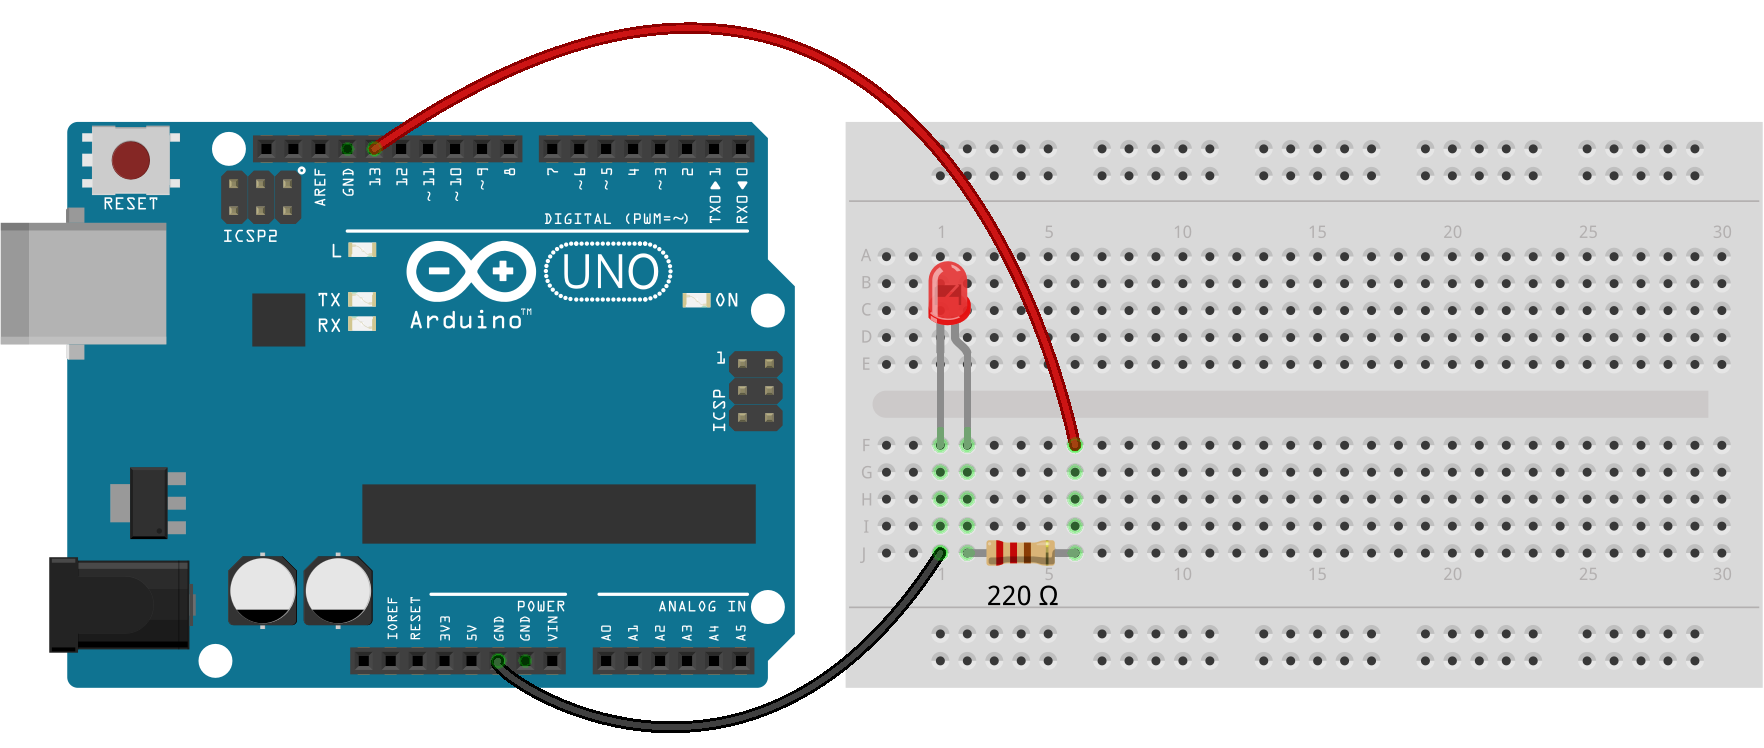 RESET
ICSP2
AREF
GND
13
12
~11
~10
~9
8
7
~6
~5
4
~3
2
TX0▶1
RX0◀0
DIGITAL (PWM=~)
L
TX
RX
UNO
Arduino™
ON
1
ICSP
IOREF
RESET
3V3
5V
GND
GND
VIN
POWER
A0
A1
A2
A3
A4
A5
ANALOG IN
1 5 10 15 20 25 30
A
B
C
D
E
F
G
H
I
J
1 5 10 15 20 25 30
220 Ω